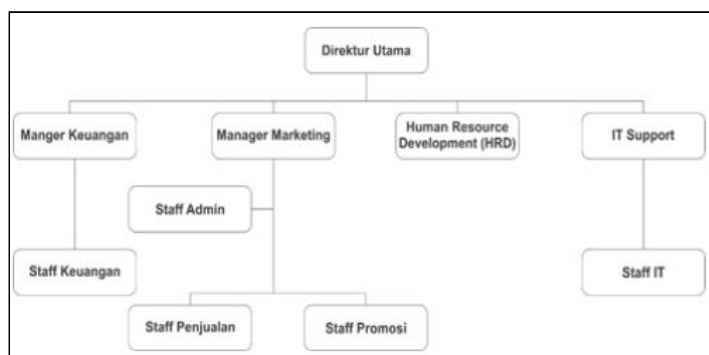 Direktur Utama
Manger Keuangan
Manager Marketing
Human Resource
Development (HRD)
IT Support
Staff Admin
Staff Keuangan
Staff IT
Staff Penjualan
Staff Promosi